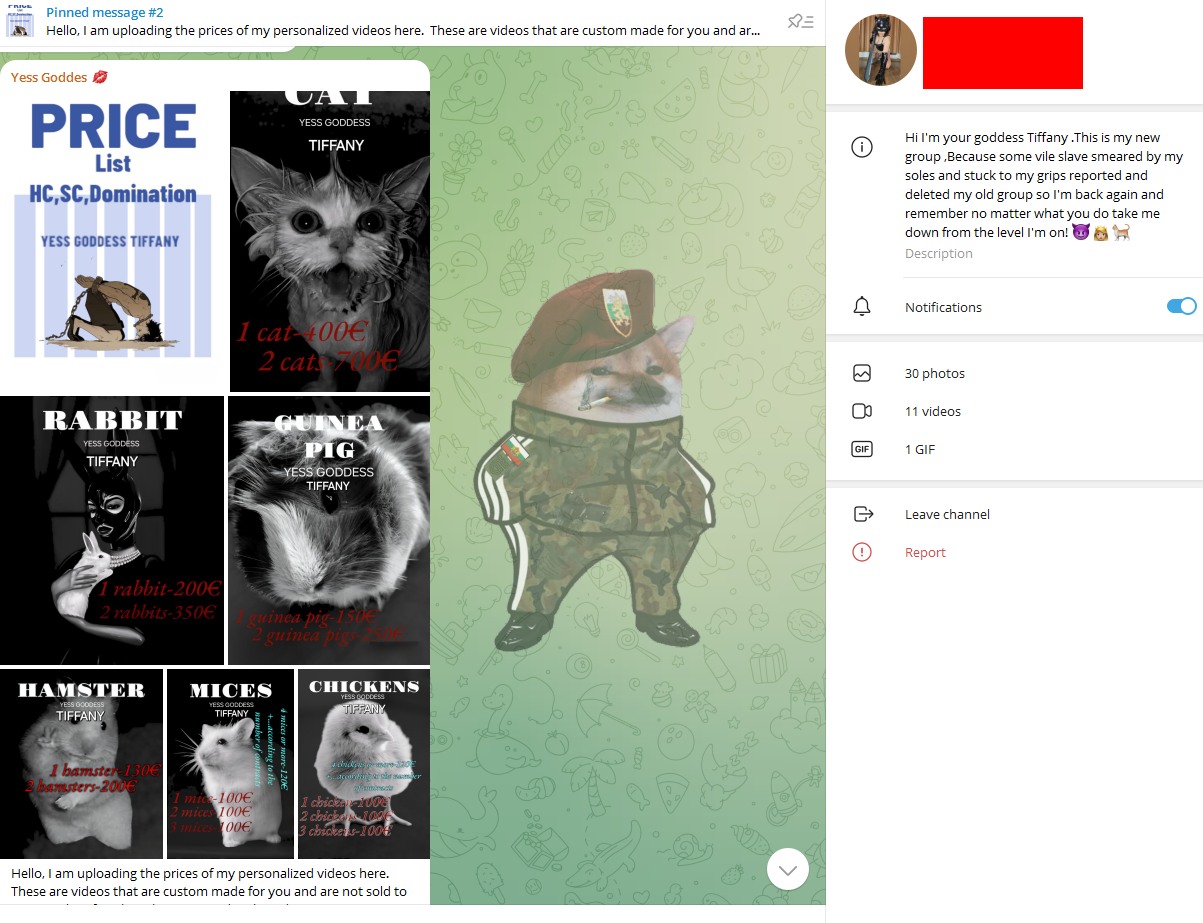 Pinned message #2
Hello, I am uploading the prices of my personalized videos here. These are videos that are custom made for you and ar...
Yess Goddes 💋
PRICE
List
HC,SC,Domination
YESS GODDESS TIFFANY
CAT
YESS GODDESS
TIFFANY
1 cat-400€
2 cats-700€
RABBIT
YESS GODDESS
TIFFANY
1 rabbit-200€
2 rabbits-350€
GUINEA
PIG
YESS GODDESS
TIFFANY
1 guinea pig-150€
2 guinea pigs-250€
HAMSTER
YESS GODDESS
TIFFANY
1 hamster-130€
2 hamsters-200€
MICES
YESS GODDESS
TIFFANY
4 mices or more-120€
+...according to the
number of contracts
1 mice-100€
2 mices-100€
3 mices-100€
CHICKENS
YESS GODDESS
TIFFANY
4 chickens or more-120€
+...according to the number
of contracts
1 chicken-100€
2 chickens-100€
3 chickens-100€
Hello, I am uploading the prices of my personalized videos here.
These are videos that are custom made for you and are not sold to
Hi I'm your goddess Tiffany .This is my new
group ,Because some vile slave smeared by my
soles and stuck to my grips reported and
deleted my old group so I'm back again and
remember no matter what you do take me
down from the level I'm on! 😈 👸🏼 🐈
Description
Notifications
30 photos
11 videos
GIF
1 GIF
Leave channel
Report